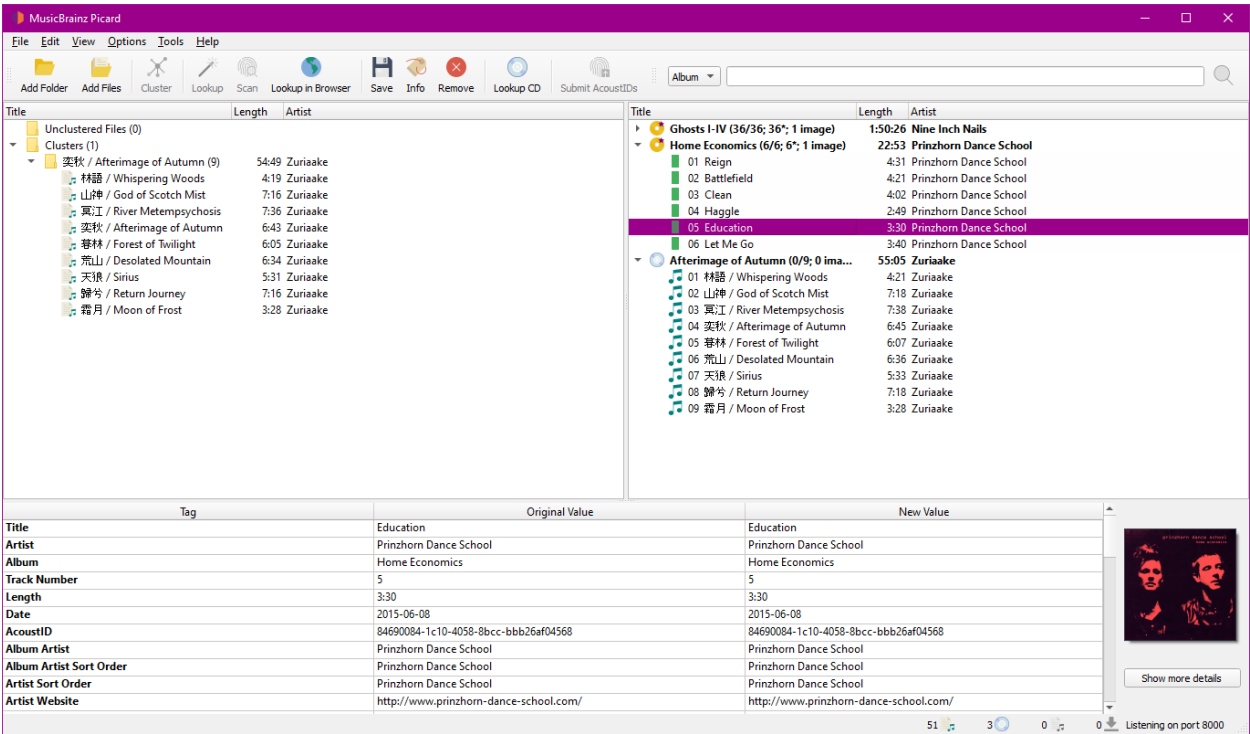 MusicBrainz Picard
File Edit View Options Tools Help
Add Folder Add Files Cluster Lookup Scan Lookup in Browser Save Info Remove Lookup CD Submit AcoustIDs Album
Title Length Artist
Unclustered Files (0)
Clusters (1)
奕秋 / Afterimage of Autumn (9) 54:49 Zuriaake
林語 / Whispering Woods 4:19 Zuriaake
山神 / God of Scotch Mist 7:16 Zuriaake
冥江 / River Metempsychosis 7:36 Zuriaake
奕秋 / Afterimage of Autumn 6:43 Zuriaake
暮林 / Forest of Twilight 6:05 Zuriaake
荒山 / Desolated Mountain 6:34 Zuriaake
天狼 / Sirius 5:31 Zuriaake
歸兮 / Return Journey 7:16 Zuriaake
霜月 / Moon of Frost 3:28 Zuriaake
Title Length Artist
Ghosts I-IV (36/36; 36*; 1 image) 1:50:26 Nine Inch Nails
Home Economics (6/6; 6*; 1 image) 22:53 Prinzhorn Dance School
01 Reign 4:31 Prinzhorn Dance School
02 Battlefield 4:21 Prinzhorn Dance School
03 Clean 4:02 Prinzhorn Dance School
04 Haggle 2:49 Prinzhorn Dance School
05 Education 3:30 Prinzhorn Dance School
06 Let Me Go 3:40 Prinzhorn Dance School
Afterimage of Autumn (0/9; 0 ima... 55:05 Zuriaake
01 林語 / Whispering Woods 4:21 Zuriaake
02 山神 / God of Scotch Mist 7:18 Zuriaake
03 冥江 / River Metempsychosis 7:38 Zuriaake
04 奕秋 / Afterimage of Autumn 6:45 Zuriaake
05 暮林 / Forest of Twilight 6:07 Zuriaake
06 荒山 / Desolated Mountain 6:36 Zuriaake
07 天狼 / Sirius 5:33 Zuriaake
08 歸兮 / Return Journey 7:18 Zuriaake
09 霜月 / Moon of Frost 3:28 Zuriaake
Tag Original Value New Value
Title Education Education
Artist Prinzhorn Dance School Prinzhorn Dance School
Album Home Economics Home Economics
Track Number 5 5
Length 3:30 3:30
Date 2015-06-08 2015-06-08
AcoustID 84690084-1c10-4058-8bcc-bbb26af04568 84690084-1c10-4058-8bcc-bbb26af04568
Album Artist Prinzhorn Dance School Prinzhorn Dance School
Album Artist Sort Order Prinzhorn Dance School Prinzhorn Dance School
Artist Sort Order Prinzhorn Dance School Prinzhorn Dance School
Artist Website http://www.prinzhorn-dance-school.com/ http://www.prinzhorn-dance-school.com/
prinzhorn dance school
home economics
Show more details
51 3 0 0 Listening on port 8000